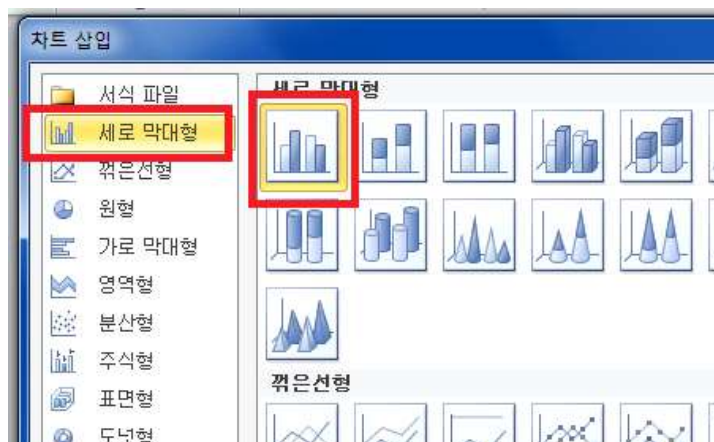 차트 삽입
서식 파일
세로 막대형
꺾은선형
원형
가로 막대형
영역형
분산형
주식형
표면형
도넛형
세로 막대형
꺾은선형